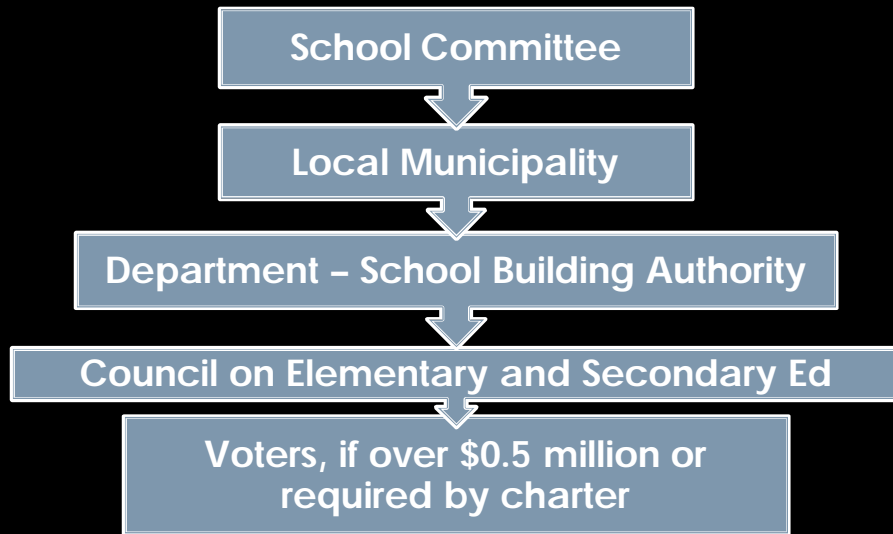 School Committee
Local Municipality
Department – School Building Authority
Council on Elementary and Secondary Ed
Voters, if over $0.5 million or
required by charter